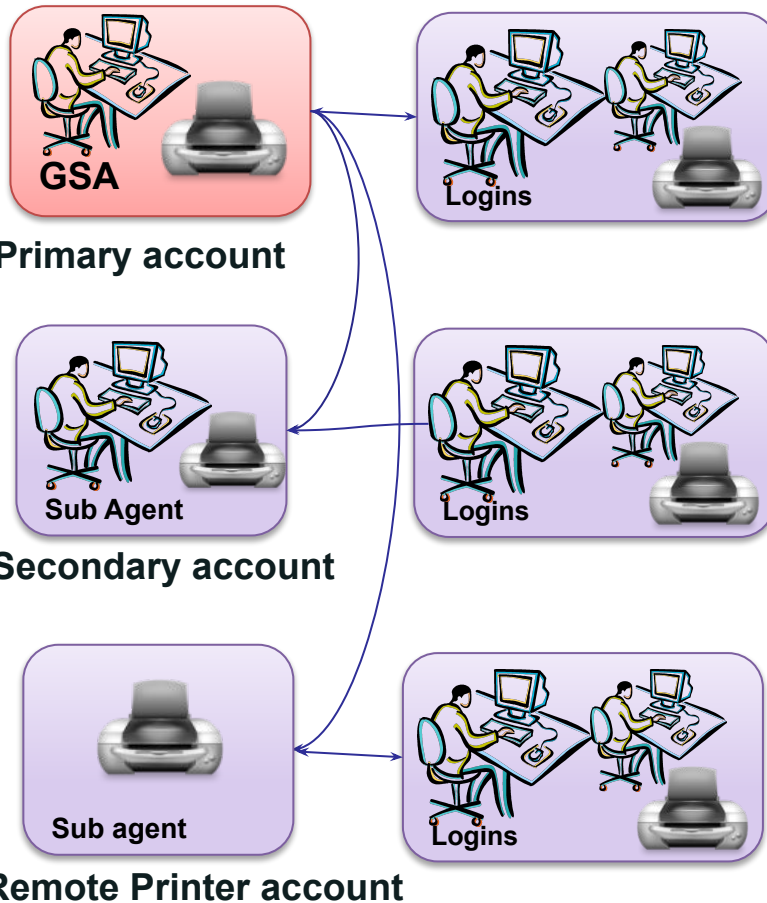 GSA
Logins
Primary account
Sub Agent
Logins
Secondary account
Sub agent
Logins
Remote Printer account